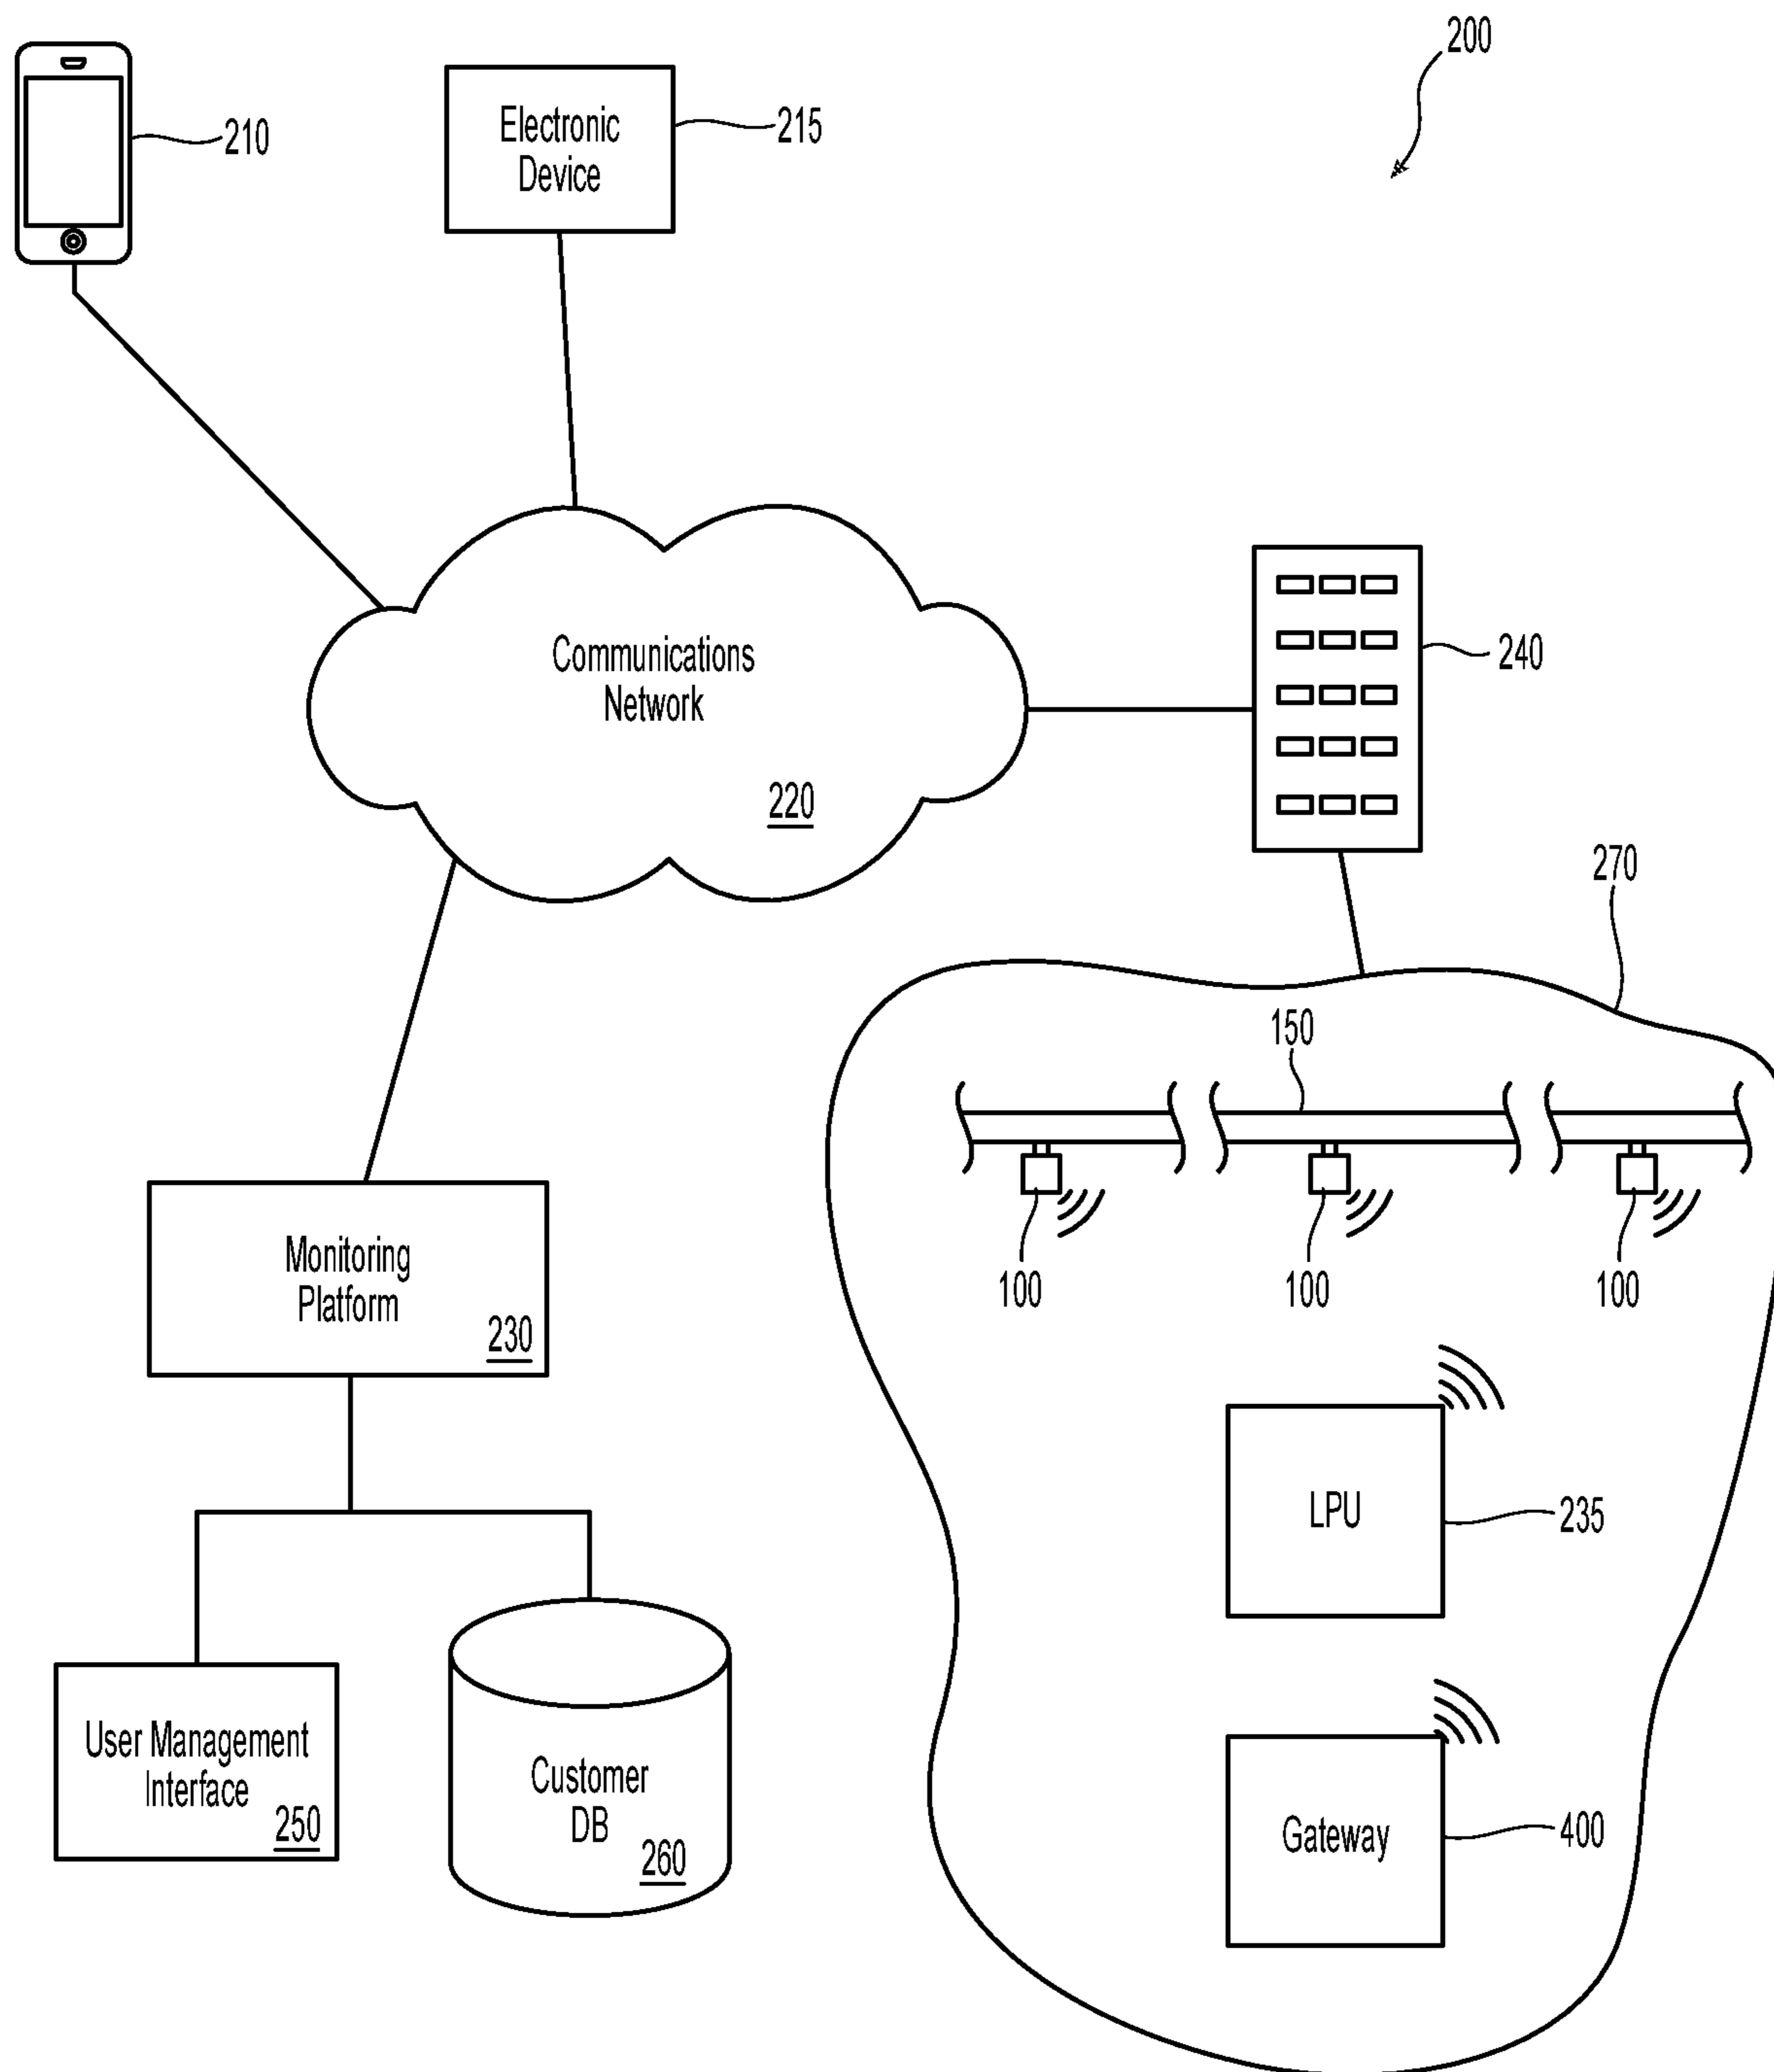 200
210
Electronic
Device
215
Communications
Network
220
240
270
150
100
100
100
Monitoring
Platform
230
LPU
235
User Management
Interface
250
Customer
DB
260
Gateway
400